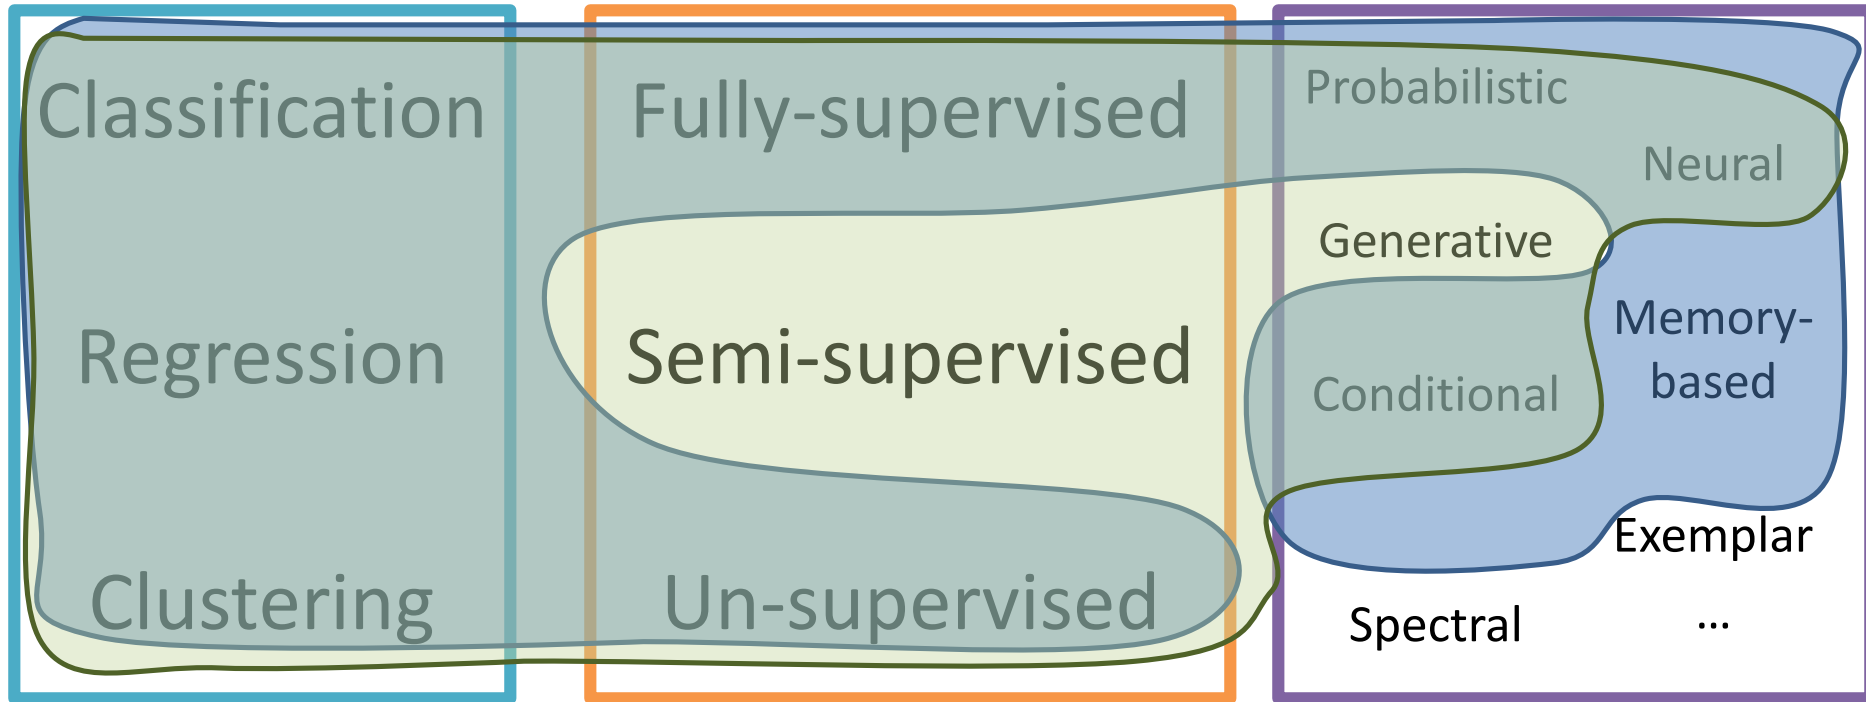 Classification
Regression
Clustering
Fully-supervised
Semi-supervised
Un-supervised
Probabilistic
Neural
Generative
Memory-
based
Conditional
Exemplar
Spectral
...